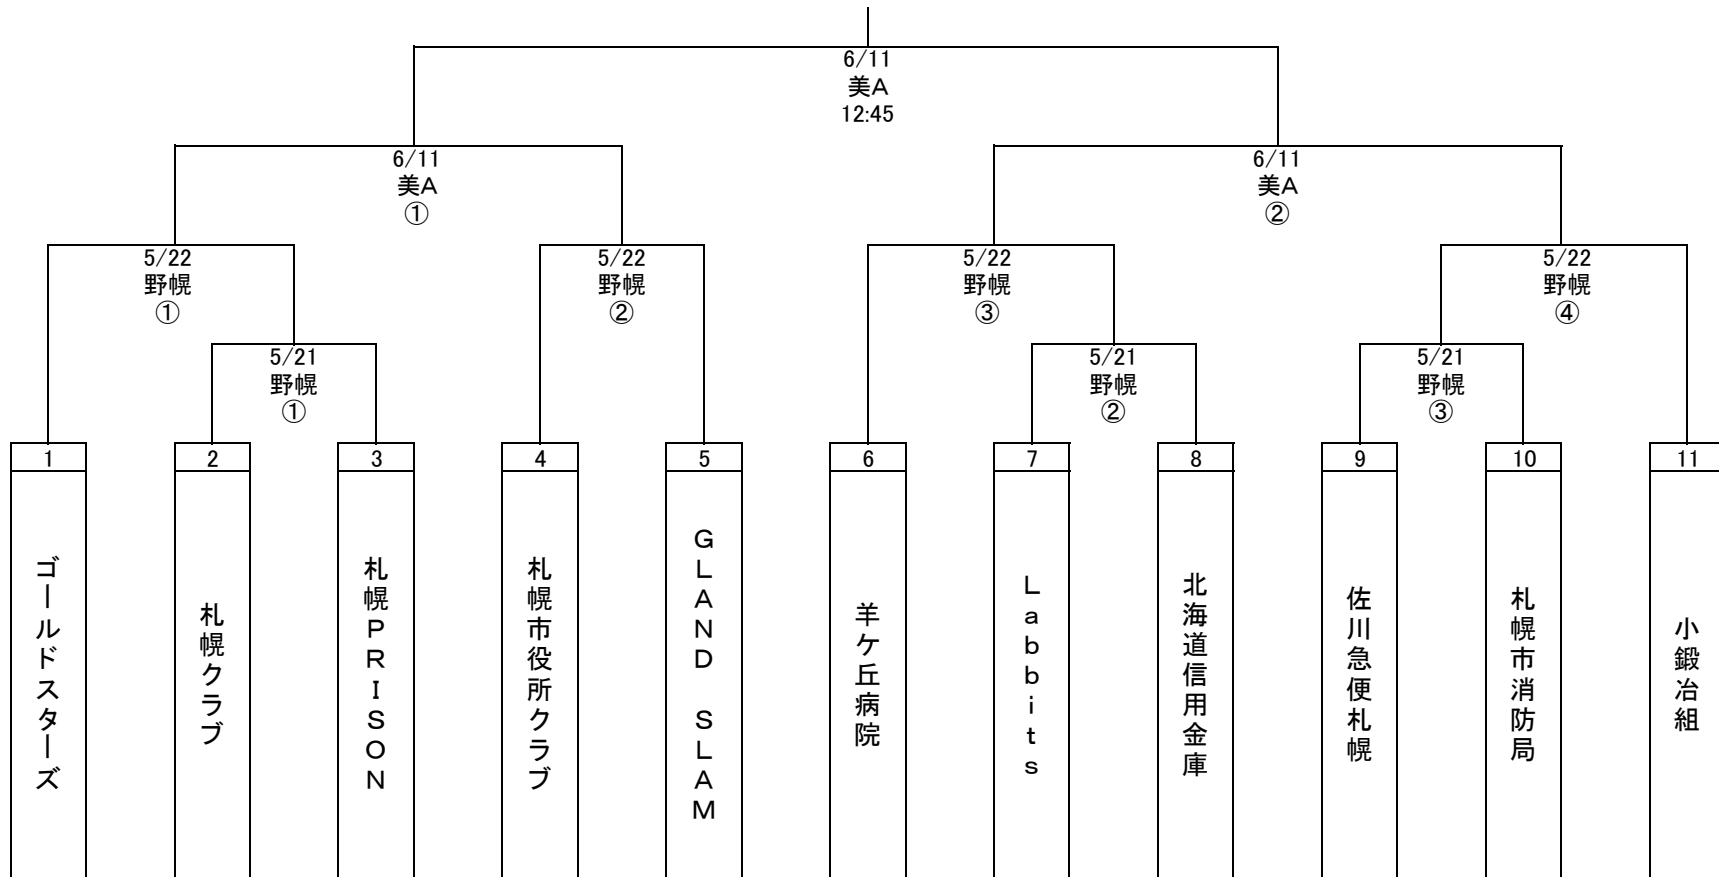 6/11
美A
12:45
6/11
美A
①
6/11
美A
②
5/22
野幌
①
5/22
野幌
②
5/22
野幌
③
5/22
野幌
④
5/21
野幌
①
5/21
野幌
②
5/21
野幌
③
1
2
3
4
5
6
7
8
9
10
11
ゴールドスターズ
札幌クラブ
札幌PRISON
札幌市役所クラブ
GLAND SLAM
羊ケ丘病院
Labbits
北海道信用金庫
佐川急便札幌
札幌市消防局
小鍛冶組